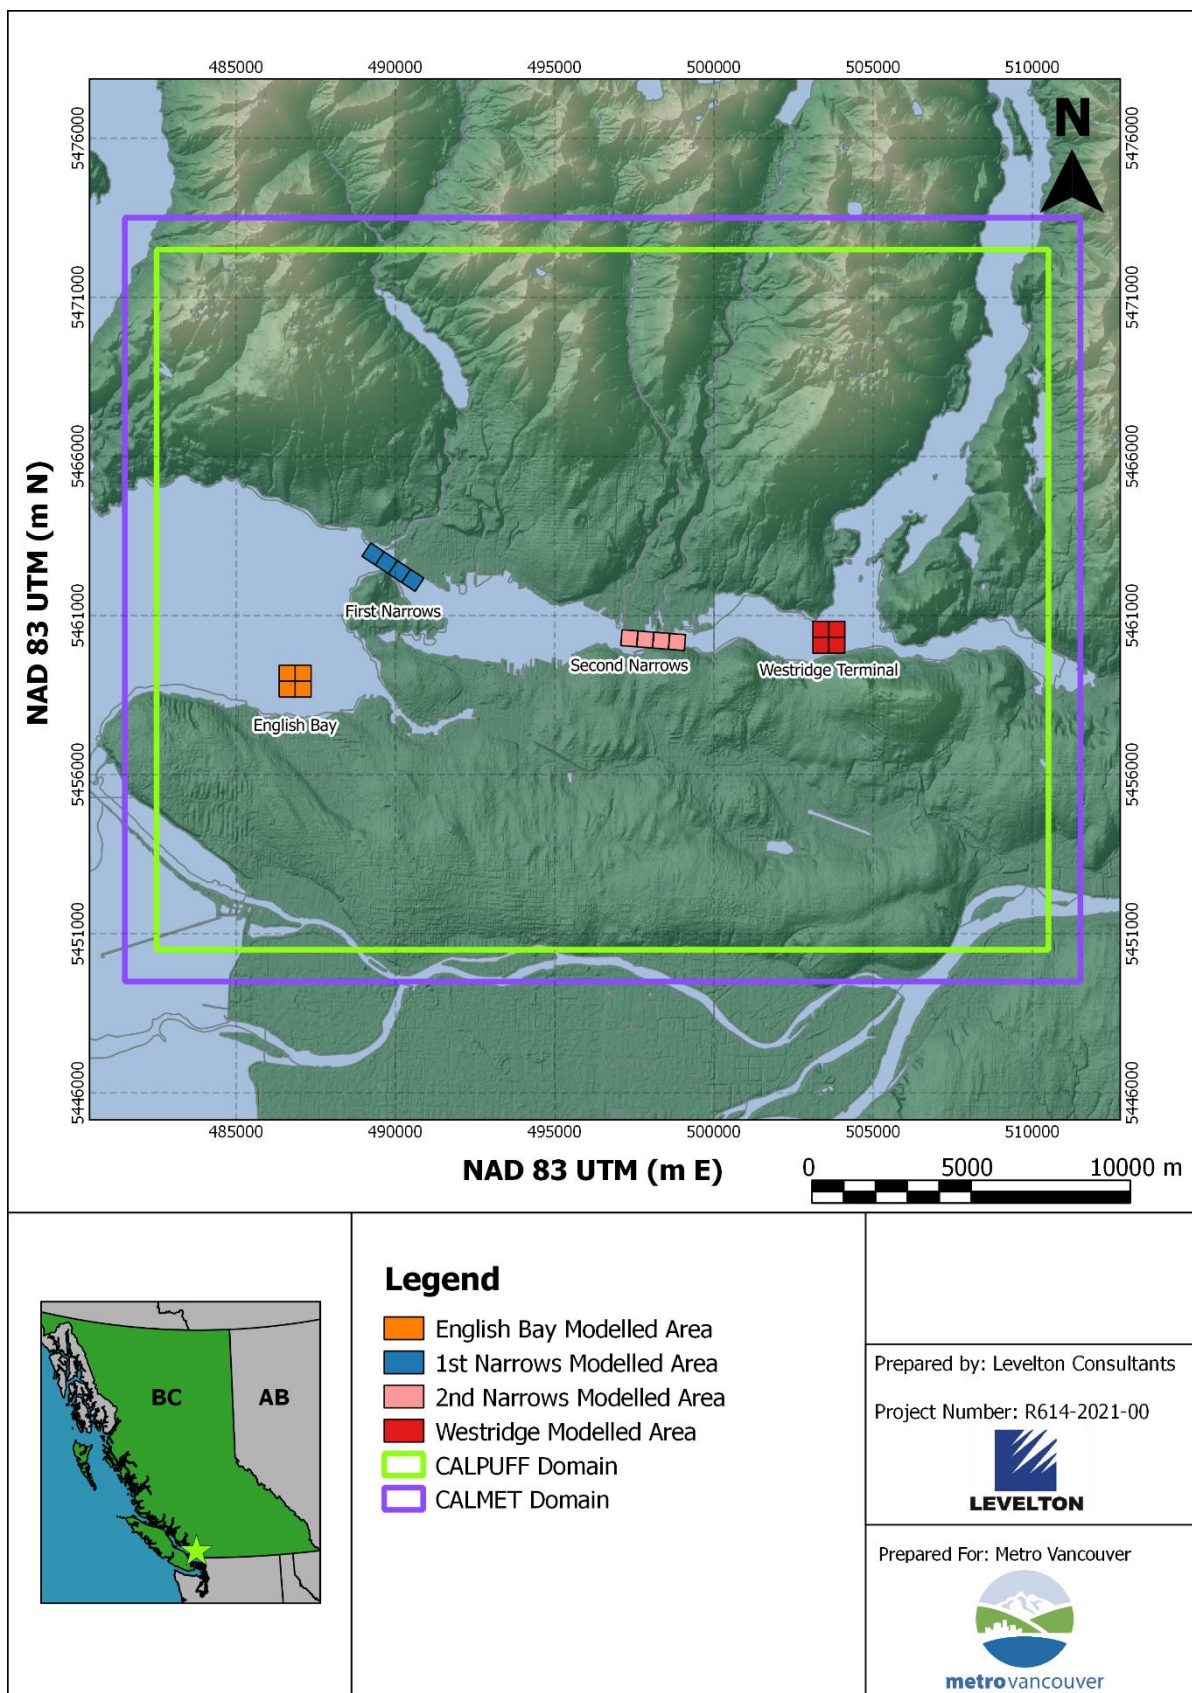 485000 490000 495000 500000 505000 510000
N
5476000 5476000
5471000 5471000
5466000 5466000
5461000 5461000
5456000 5456000
5451000 5451000
5446000 5446000
NAD 83 UTM (m N)
First Narrows
Second Narrows
Westridge Terminal
English Bay
485000 490000 495000 500000 505000 510000
NAD 83 UTM (m E)
0 5000 10000 m
BC AB
Legend
English Bay Modelled Area
1st Narrows Modelled Area
2nd Narrows Modelled Area
Westridge Modelled Area
CALPUFF Domain
CALMET Domain
Prepared by: Levelton Consultants
Project Number: R614-2021-00
LEVELTON
Prepared For: Metro Vancouver
metrovancouver